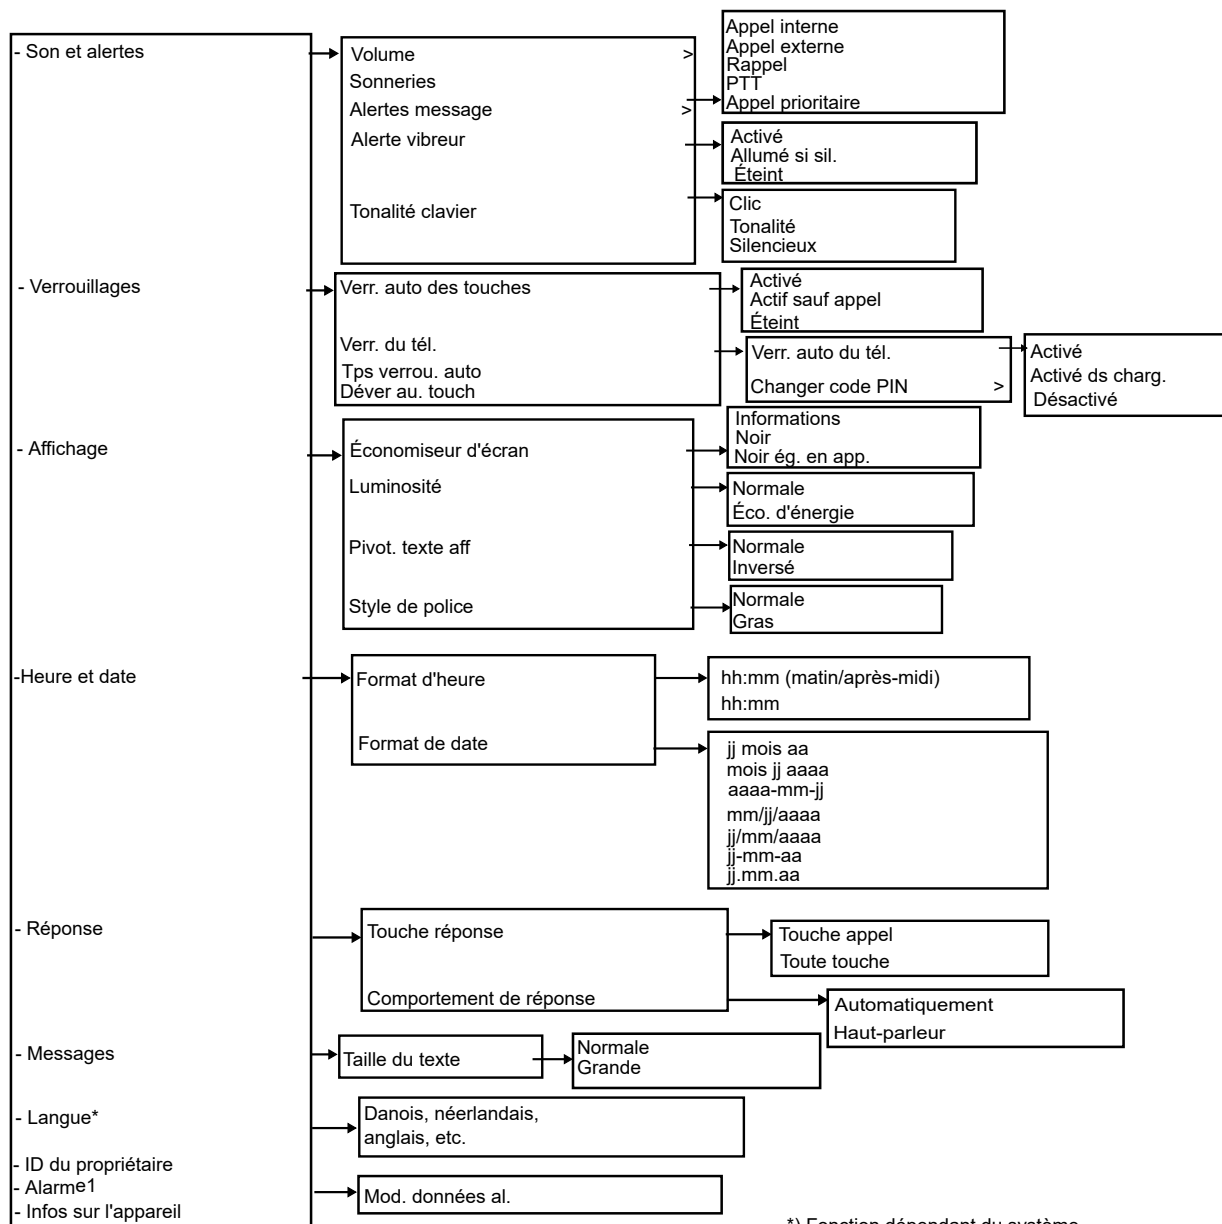 - Son et alertes
Volume >
Sonneries
Alertes message >
Alerte vibreur
Tonalité clavier
Appel interne
Appel externe
Rappel
PTT
Appel prioritaire
Activé
Allumé si sil.
Éteint
Clic
Tonalité
Silencieux
- Verrouillages
Verr. auto des touches
Verr. du tél.
Tps verrou. auto
Déver au. touch
Activé
Actif sauf appel
Éteint
Verr. auto du tél.
Changer code PIN >
Activé
Activé ds charg.
Désactivé
- Affichage
Économiseur d'écran
Luminosité
Pivot. texte aff
Style de police
Informations
Noir
Noir ég. en app.
Normale
Éco. d'énergie
Normale
Inversé
Normale
Gras
-Heure et date
Format d'heure
Format de date
hh:mm (matin/après-midi)
hh:mm
jj mois aa
mois jj aaaa
aaaa-mm-jj
mm/jj/aaaa
jj/mm/aaaa
jj-mm-aa
jj.mm.aa
- Réponse
Touche réponse
Comportement de réponse
Touche appel
Toute touche
Automatiquement
Haut-parleur
- Messages
Taille du texte
Normale
Grande
- Langue*
Danois, néerlandais,
anglais, etc.
- ID du propriétaire
- Alarme1
Mod. données al.
- Infos sur l'appareil
*) Fonction dépendant du système